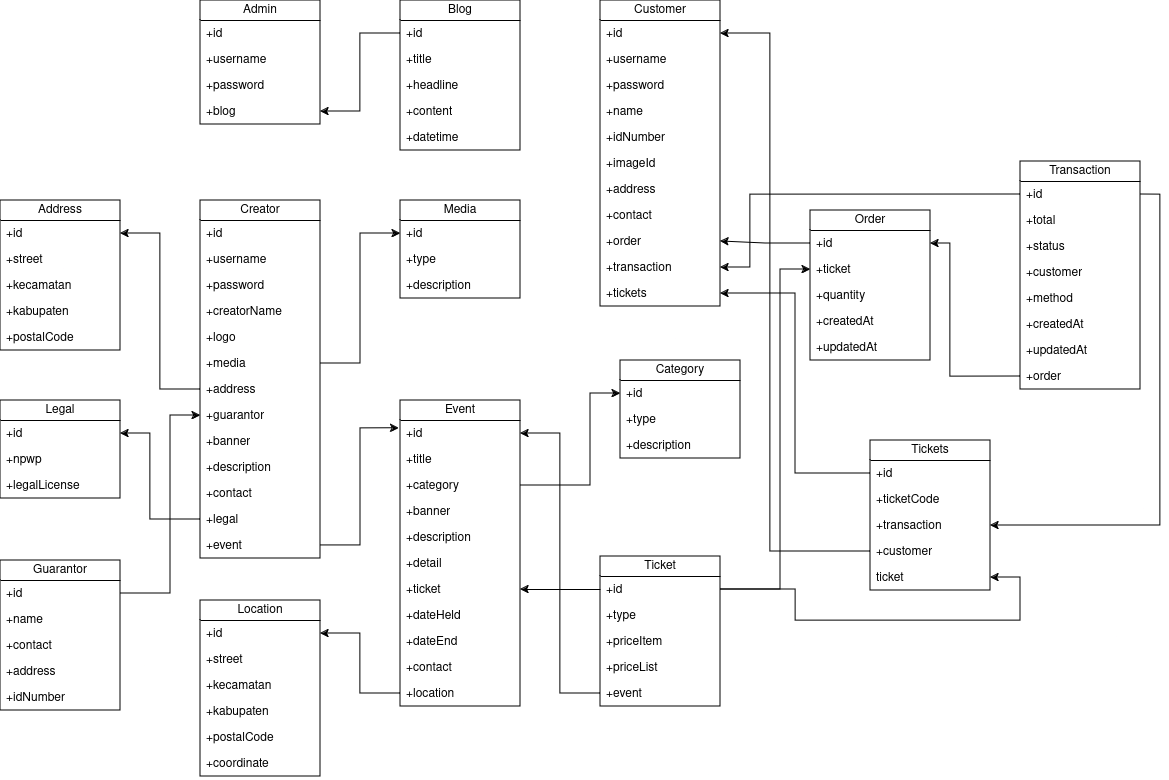 Admin
+id
+username
+password
+blog
Blog
+id
+title
+headline
+content
+datetime
Customer
+id
+username
+password
+name
+idNumber
+imageId
+address
+contact
+order
+transaction
+tickets
Transaction
+id
+total
+status
+customer
+method
+createdAt
+updatedAt
+order
Address
+id
+street
+kecamatan
+kabupaten
+postalCode
Creator
+id
+username
+password
+creatorName
+logo
+media
+address
+guarantor
+banner
+description
+contact
+legal
+event
Media
+id
+type
+description
Order
+id
+ticket
+quantity
+createdAt
+updatedAt
Category
+id
+type
+description
Legal
+id
+npwp
+legalLicense
Event
+id
+title
+category
+banner
+description
+detail
+ticket
+dateHeld
+dateEnd
+contact
+location
Tickets
+id
+ticketCode
+transaction
+customer
ticket
Guarantor
+id
+name
+contact
+address
+idNumber
Location
+id
+street
+kecamatan
+kabupaten
+postalCode
+coordinate
Ticket
+id
+type
+priceItem
+priceList
+event